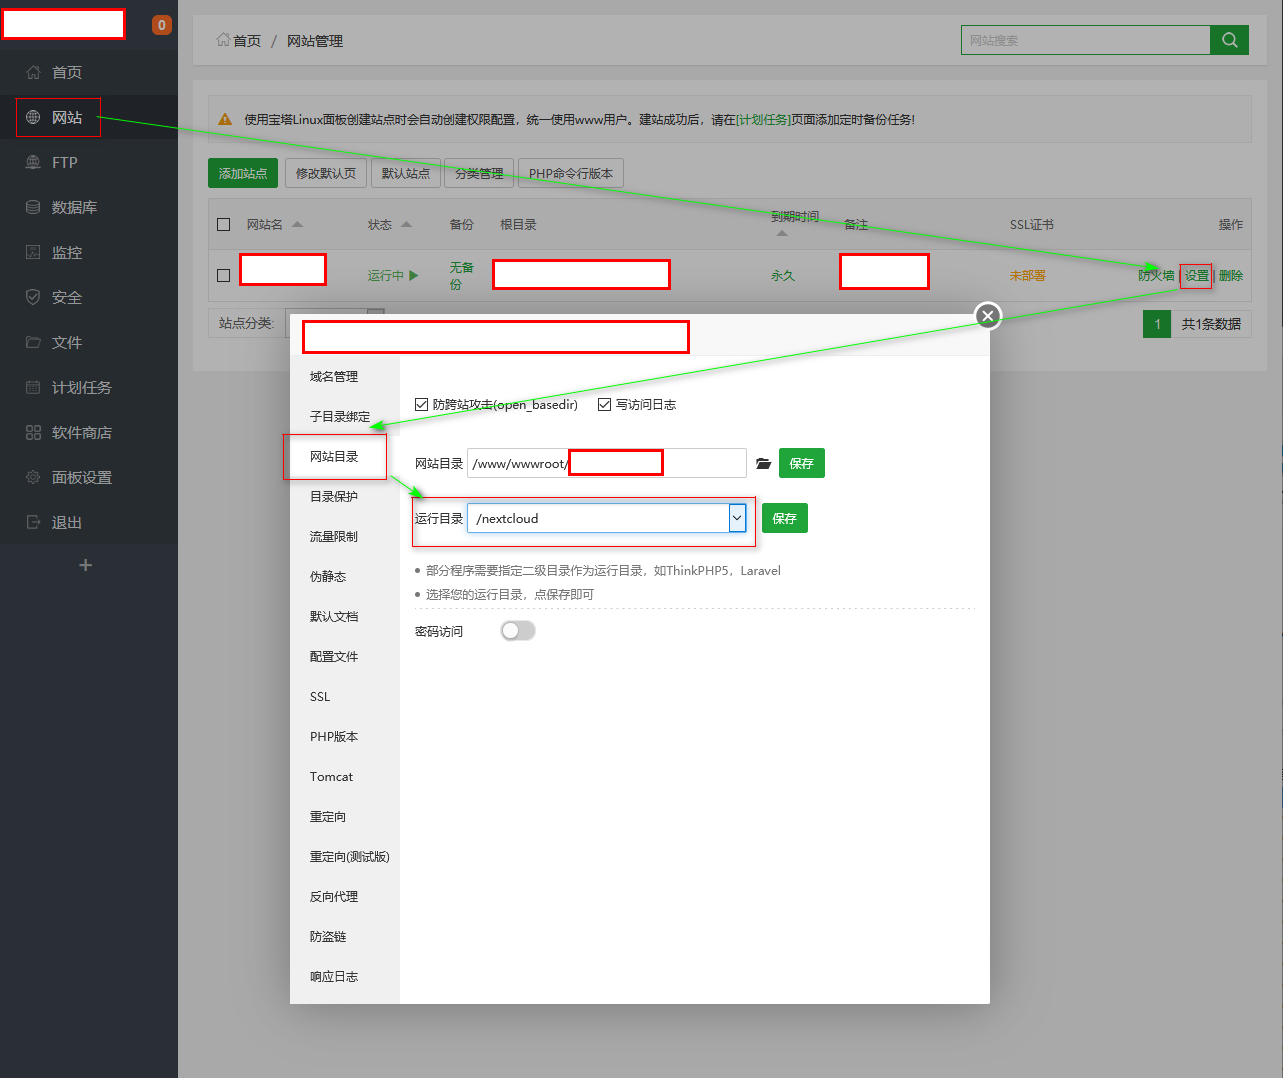 0
首页
网站
FTP
数据库
监控
安全
文件
计划任务
软件商店
面板设置
退出
+
首页 / 网站管理
网站搜索
使用宝塔Linux面板创建站点时会自动创建权限配置，统一使用www用户。建站成功后，请在[计划任务]页面添加定时备份任务!
添加站点 修改默认页 默认站点 分类管理 PHP命令行版本
网站名 状态 备份 根目录 到期时间 备注 SSL证书 操作
运行中 无备份 永久 未部署 防火墙 | 设置 | 删除
站点分类: 1 共1条数据
域名管理
子目录绑定
网站目录
目录保护
流量限制
伪静态
默认文档
配置文件
SSL
PHP版本
Tomcat
重定向
重定向(测试版)
反向代理
防盗链
响应日志
防跨站攻击(open_basedir) 写访问日志
网站目录 /www/wwwroot/ 保存
运行目录 /nextcloud 保存
部分程序需要指定二级目录作为运行目录，如ThinkPHP5，Laravel
选择您的运行目录，点保存即可
密码访问